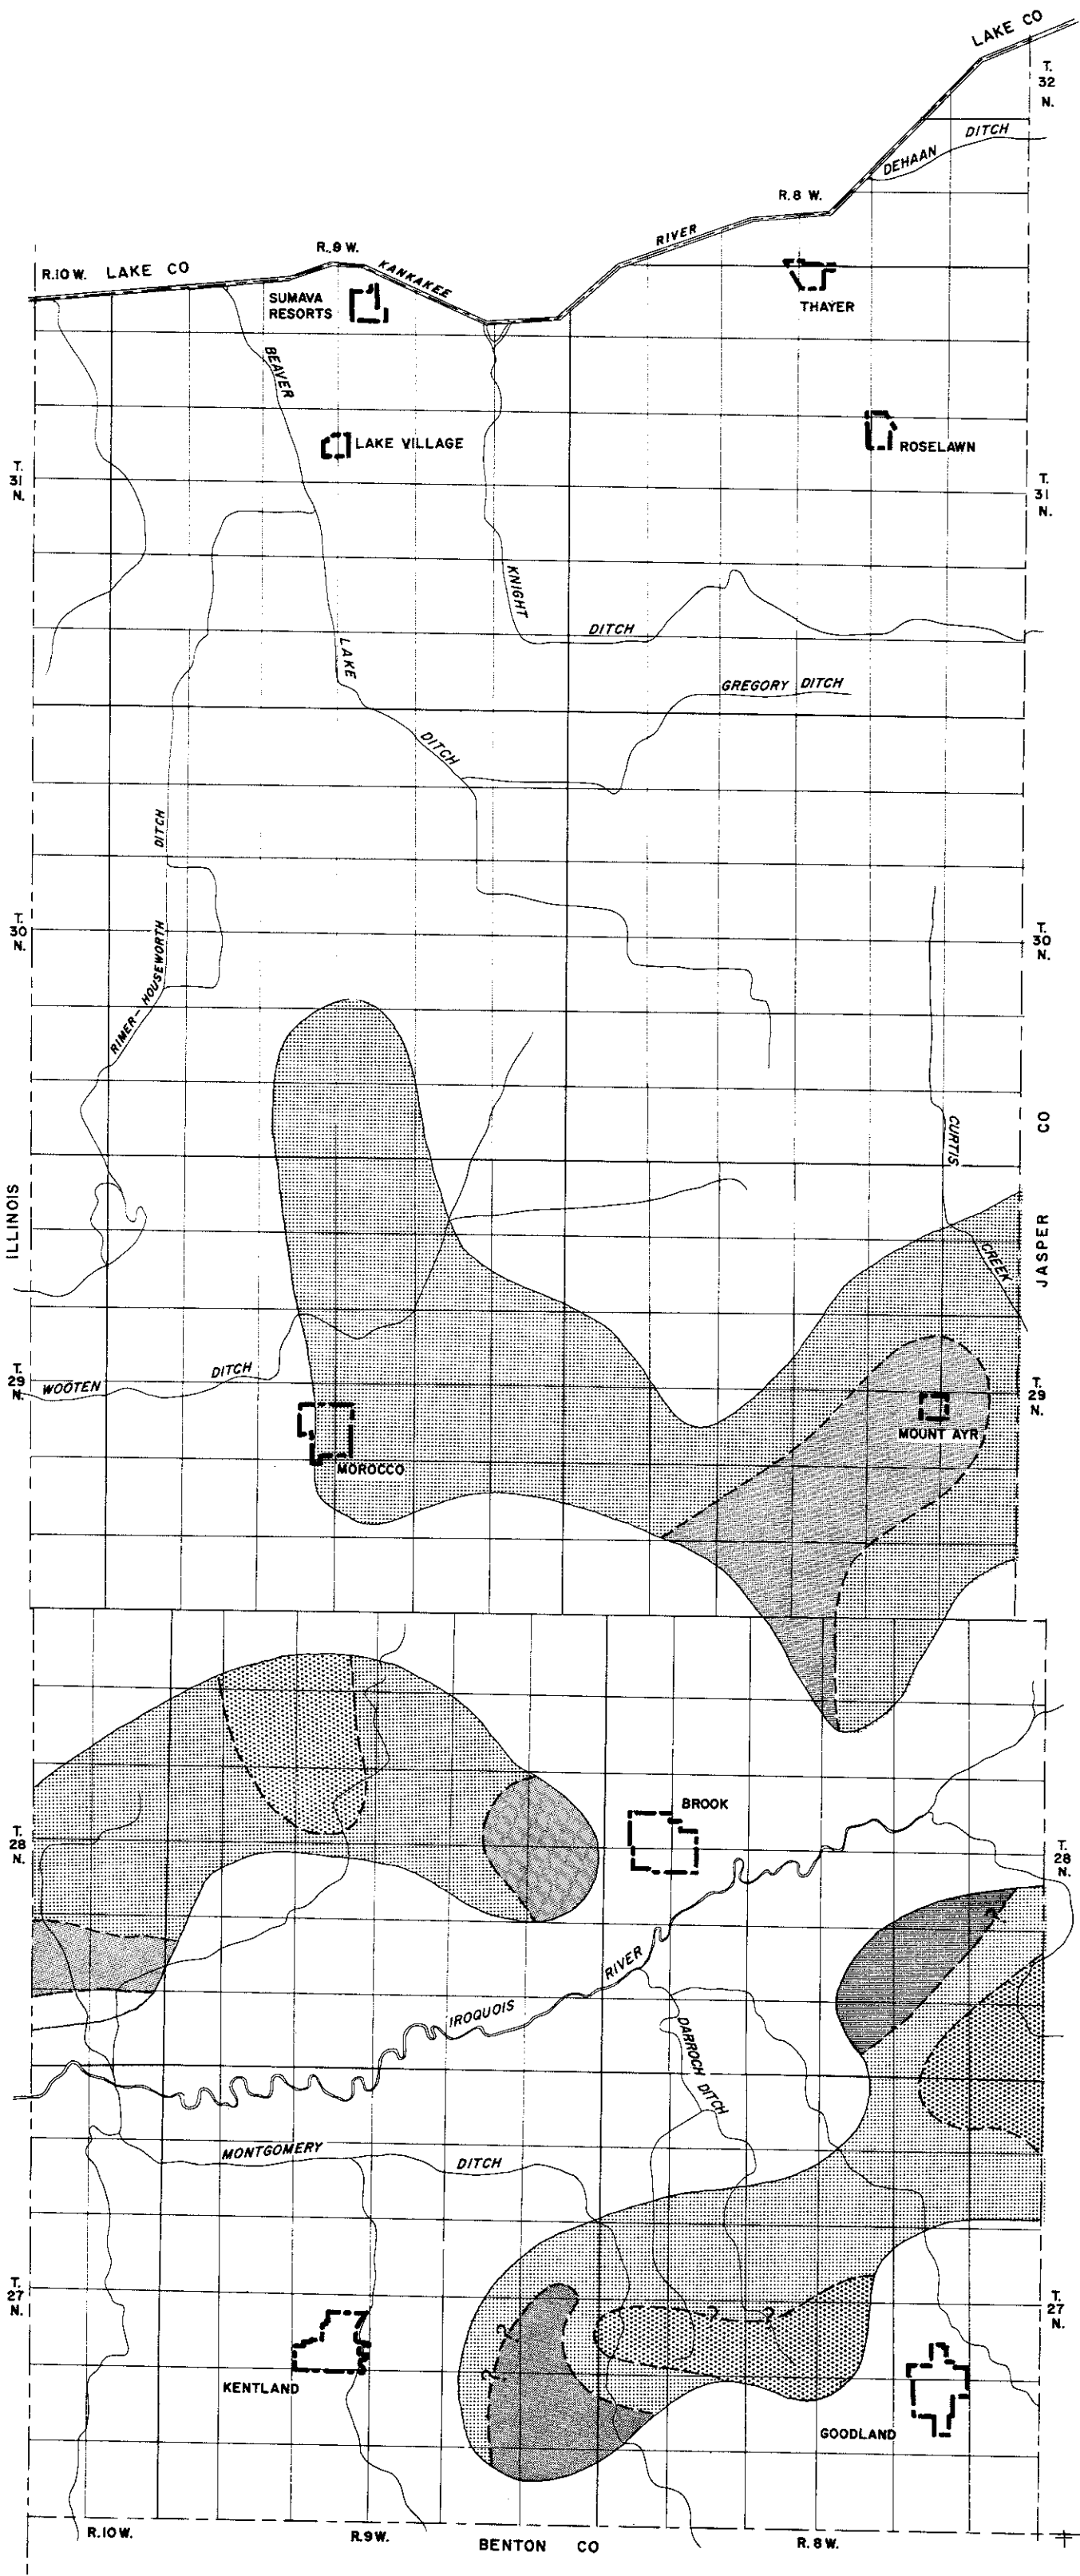 LAKE CO
T.
32
N.
DITCH
DEHAAN
R. 8 W.
RIVER
R. 9 W.
KANKAKEE
R. 10 W. LAKE CO
SUMAVA
RESORTS
THAYER
BEAVER
LAKE VILLAGE
ROSELAWN
T.
31
N.
T.
31
N.
KNIGHT
DITCH
LAKE
GREGORY DITCH
DITCH
DITCH
T.
30
N.
T.
30
N.
RIMER-HOUSEWORTH
CURTIS
CO
ILLINOIS
JASPER
CREEK
T.
29
N.
WOOTEN
DITCH
T.
29
N.
MOUNT AYR
MOROCCO
BROOK
T.
28
N.
T.
28
N.
?
RIVER
IROQUOIS
DARROCH DITCH
MONTGOMERY
DITCH
T.
27
N.
T.
27
N.
?
?
?
?
KENTLAND
GOODLAND
R. 10 W.
R. 9 W.
BENTON CO
R. 8 W.